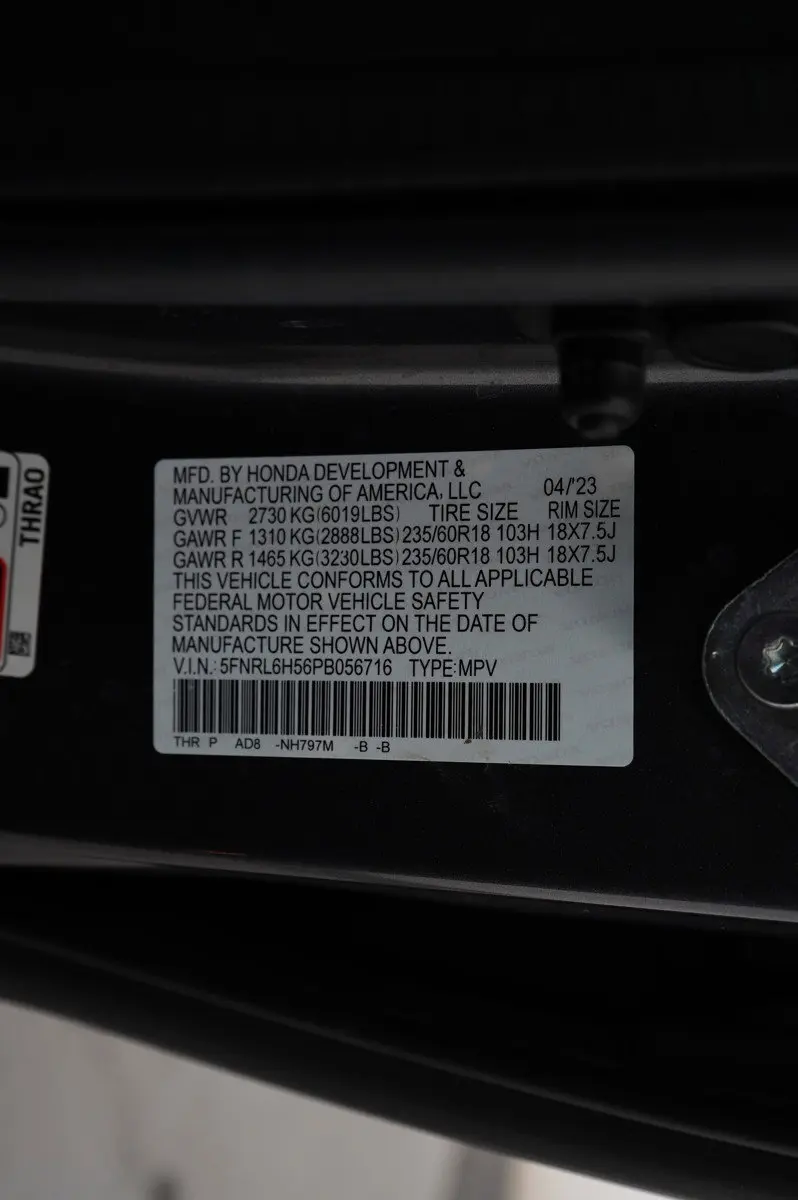 MFD. BY HONDA DEVELOPMENT &
MANUFACTURING OF AMERICA, LLC 04/'23
GVWR 2730 KG(6019LBS) TIRE SIZE RIM SIZE
GAWR F 1310 KG(2888LBS) 235/60R18 103H 18X7.5J
GAWR R 1465 KG(3230LBS) 235/60R18 103H 18X7.5J
THIS VEHICLE CONFORMS TO ALL APPLICABLE
FEDERAL MOTOR VEHICLE SAFETY
STANDARDS IN EFFECT ON THE DATE OF
MANUFACTURE SHOWN ABOVE.
V.I.N.: 5FNRL6H56PB056716 TYPE:MPV
THR P AD8 -NH797M -B -B
THRA0